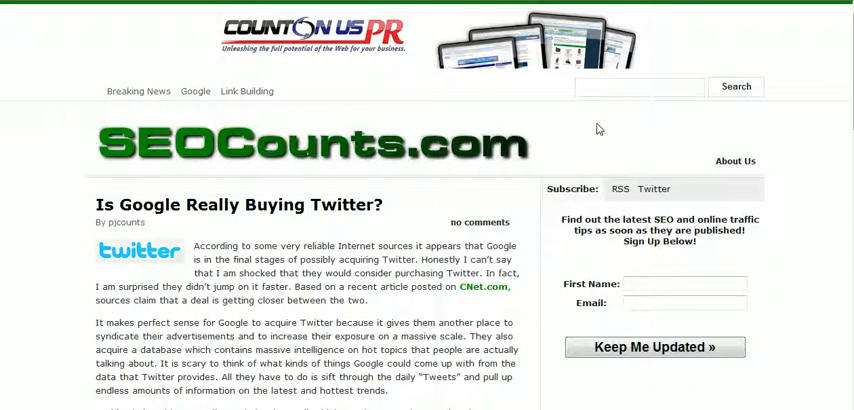 COUNTON US PR
Unleashing the full potential of the Web for your business.
Breaking News Google Link Building
Search
SEOCounts.com
About Us
Is Google Really Buying Twitter?
By pjcounts
no comments
twitter
According to some very reliable Internet sources it appears that Google
is in the final stages of possibly acquiring Twitter. Honestly I can't say
that I am shocked that they would consider purchasing Twitter. In fact,
I am surprised they didn't jump on it faster. Based on a recent article posted on CNet.com,
sources claim that a deal is getting closer between the two.
It makes perfect sense for Google to acquire Twitter because it gives them another place to
syndicate their advertisements and to increase their exposure on a massive scale. They also
acquire a database which contains massive intelligence on hot topics that people are actually
talking about. It is scary to think of what kinds of things Google could come up with from the
data that Twitter provides. All they have to do is sift through the daily "Tweets" and pull up
endless amounts of information on the latest and hottest trends.
Subscribe: RSS Twitter
Find out the latest SEO and online traffic
tips as soon as they are published!
Sign Up Below!
First Name:
Email:
Keep Me Updated »